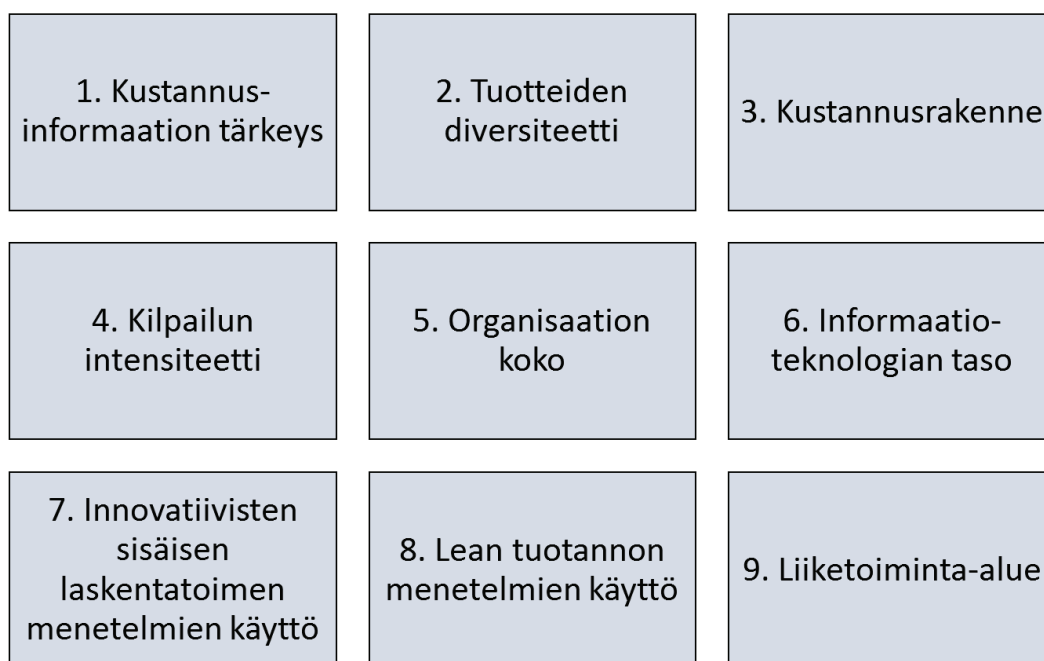 1. Kustannus-
informaation tärkeys
2. Tuotteiden
diversiteetti
3. Kustannusrakenne
4. Kilpailun
intensiteetti
5. Organisaation
koko
6. Informaatio-
teknologian taso
7. Innovatiivisten
sisäisen
laskentatoimen
menetelmien käyttö
8. Lean tuotannon
menetelmien käyttö
9. Liiketoiminta-alue